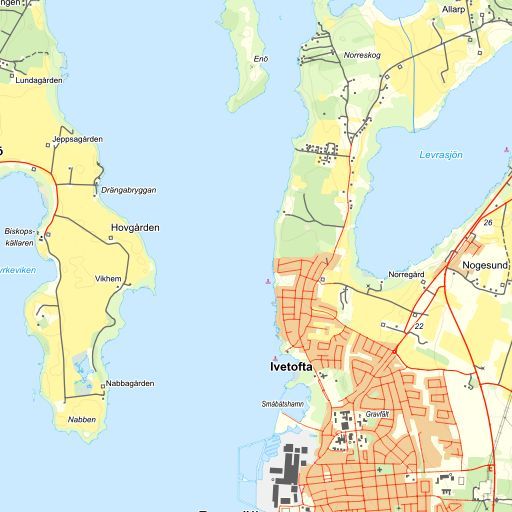 Allarp
Enö
Norreskog
Lundagården
Jeppsagården
Levrasjön
Drängabryggan
26
Biskops-
källaren
Hovgården
Nogesund
Vikhem
Norregård
22
Ivetofta
Nabbagården
Småbåtshamn
Gravfält
Nabben